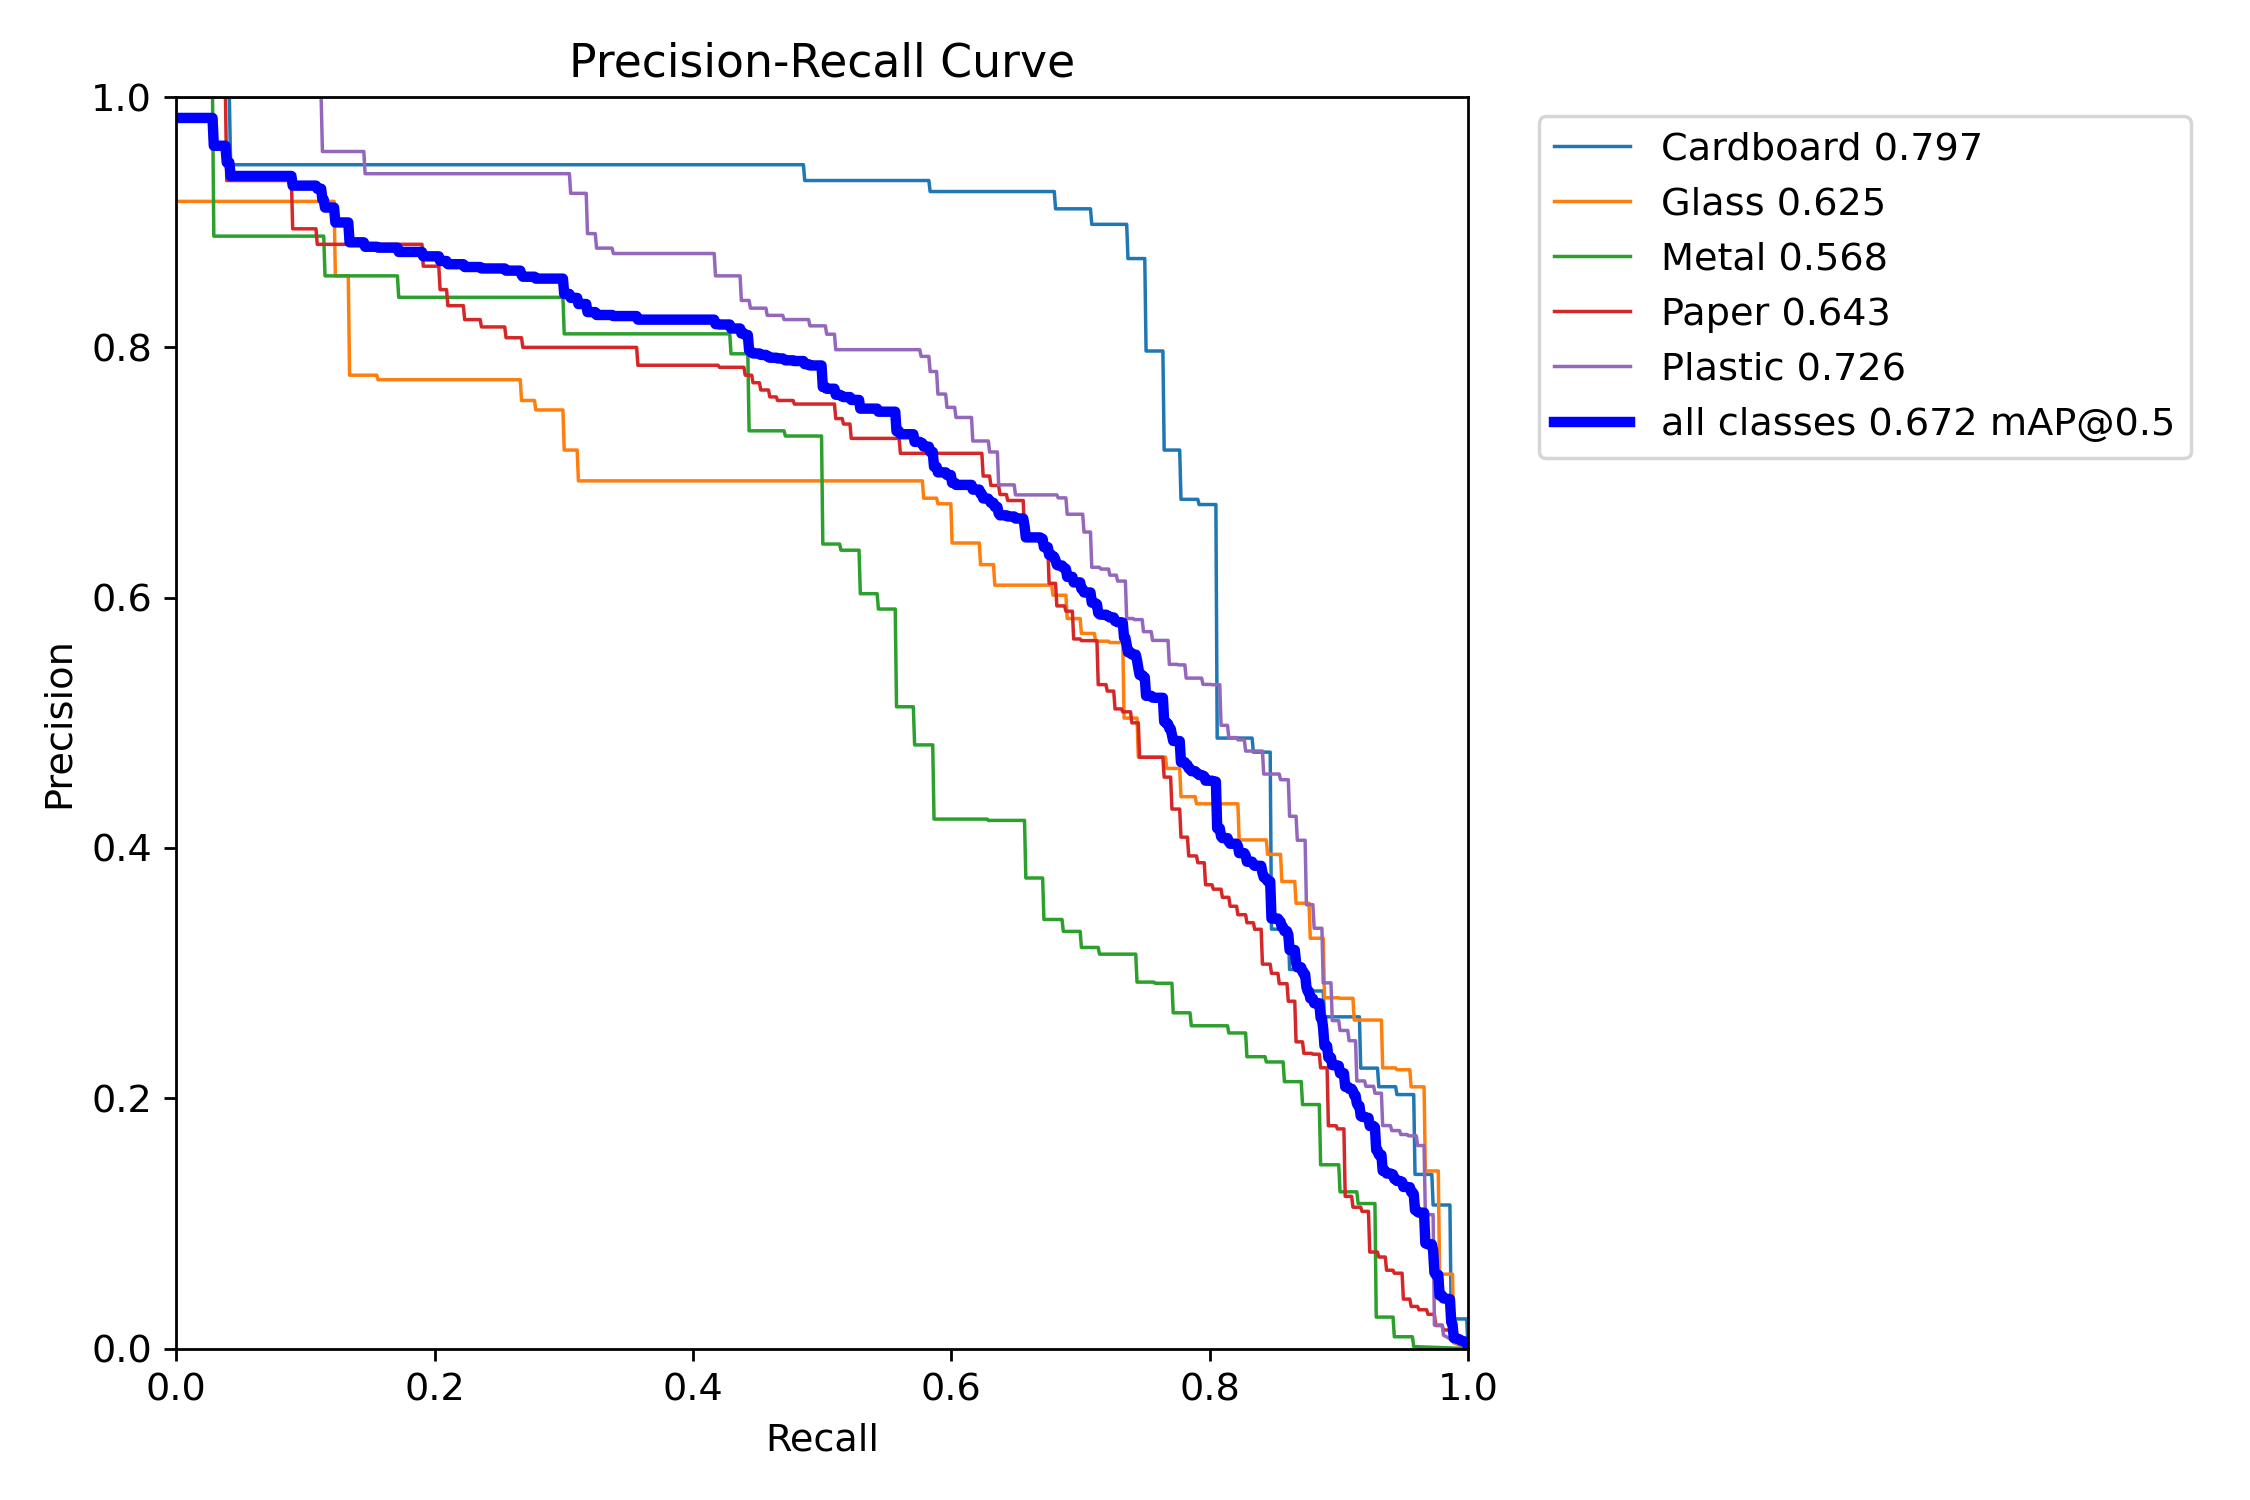 Precision-Recall Curve
1.0
0.8
0.6
0.4
0.2
0.0
Precision
0.0 0.2 0.4 0.6 0.8 1.0
Recall
Cardboard 0.797
Glass 0.625
Metal 0.568
Paper 0.643
Plastic 0.726
all classes 0.672 mAP@0.5